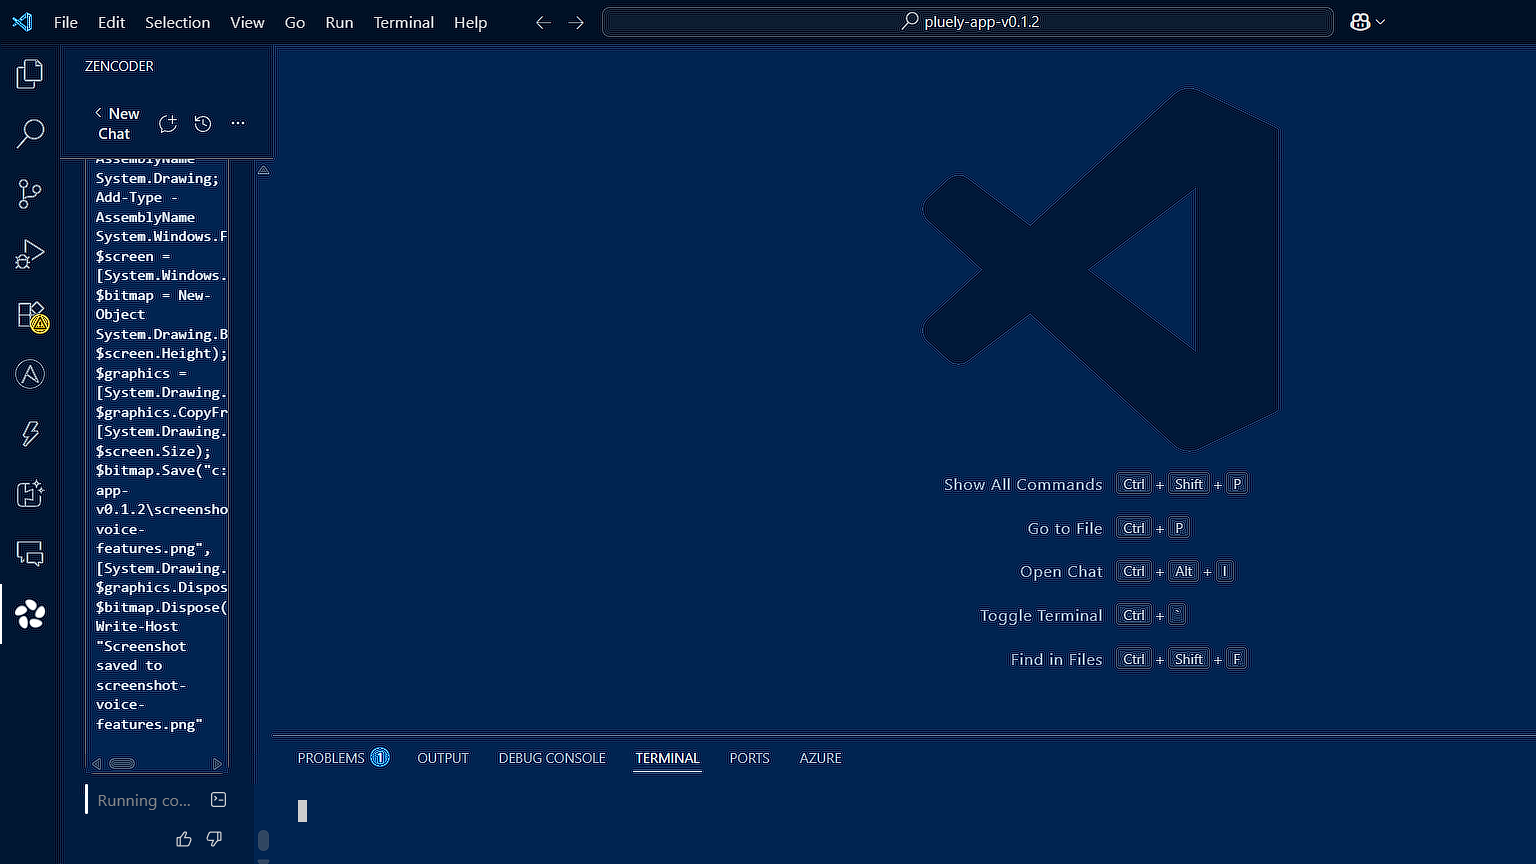 File Edit Selection View Go Run Terminal Help
pluely-app-v0.1.2
ZENCODER
New
Chat
AssemblyName
System.Drawing;
Add-Type -
AssemblyName
System.Windows.F
$screen =
[System.Windows.
$bitmap = New-
Object
System.Drawing.B
$screen.Height);
$graphics =
[System.Drawing.
$graphics.CopyFr
[System.Drawing.
$screen.Size);
$bitmap.Save("c:
app-
v0.1.2\screensho
voice-
features.png",
[System.Drawing.
$graphics.Dispos
$bitmap.Dispose(
Write-Host
"Screenshot
saved to
screenshot-
voice-
features.png"
Running co...
Show All Commands Ctrl + Shift + P
Go to File Ctrl + P
Open Chat Ctrl + Alt + I
Toggle Terminal Ctrl + `
Find in Files Ctrl + Shift + F
PROBLEMS 1 OUTPUT DEBUG CONSOLE TERMINAL PORTS AZURE